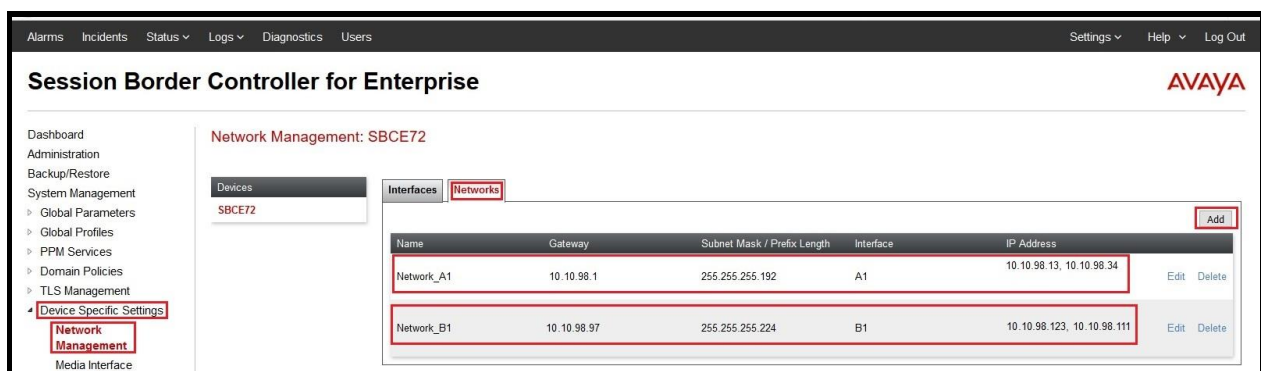 Alarms Incidents Status Logs Diagnostics Users Settings Help Log Out
Session Border Controller for Enterprise
AVAYA
Dashboard
Administration
Backup/Restore
System Management
Global Parameters
Global Profiles
PPM Services
Domain Policies
TLS Management
Device Specific Settings
Network
Management
Media Interface
Network Management: SBCE72
Devices
SBCE72
Interfaces Networks
Add
Name Gateway Subnet Mask / Prefix Length Interface IP Address
Network_A1 10.10.98.1 255.255.255.192 A1 10.10.98.13, 10.10.98.34 Edit Delete
Network_B1 10.10.98.97 255.255.255.224 B1 10.10.98.123, 10.10.98.111 Edit Delete